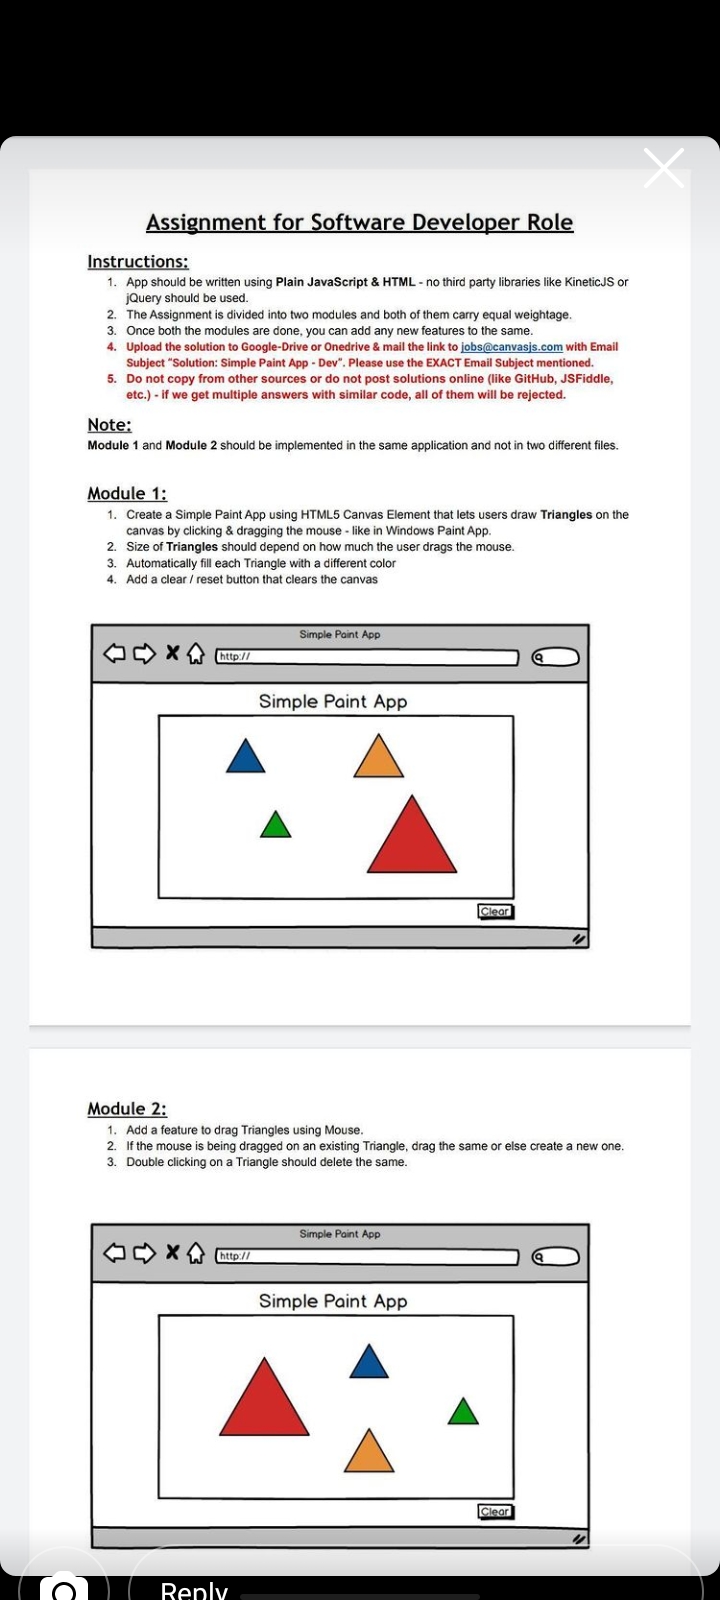 Assignment for Software Developer Role
Instructions:
1. App should be written using Plain JavaScript & HTML - no third party libraries like KineticJS or
jQuery should be used.
2. The Assignment is divided into two modules and both of them carry equal weightage.
3. Once both the modules are done, you can add any new features to the same.
4. Upload the solution to Google-Drive or Onedrive & mail the link to jobs@canvasjs.com with Email
Subject "Solution: Simple Paint App - Dev". Please use the EXACT Email Subject mentioned.
5. Do not copy from other sources or do not post solutions online (like GitHub, JSFiddle,
etc.) - if we get multiple answers with similar code, all of them will be rejected.
Note:
Module 1 and Module 2 should be implemented in the same application and not in two different files.
Module 1:
1. Create a Simple Paint App using HTML5 Canvas Element that lets users draw Triangles on the
canvas by clicking & dragging the mouse - like in Windows Paint App.
2. Size of Triangles should depend on how much the user drags the mouse.
3. Automatically fill each Triangle with a different color
4. Add a clear / reset button that clears the canvas
Simple Paint App
http://
Simple Paint App
Clear
Module 2:
1. Add a feature to drag Triangles using Mouse.
2. If the mouse is being dragged on an existing Triangle, drag the same or else create a new one.
3. Double clicking on a Triangle should delete the same.
Simple Paint App
http://
Simple Paint App
Clear
Reply